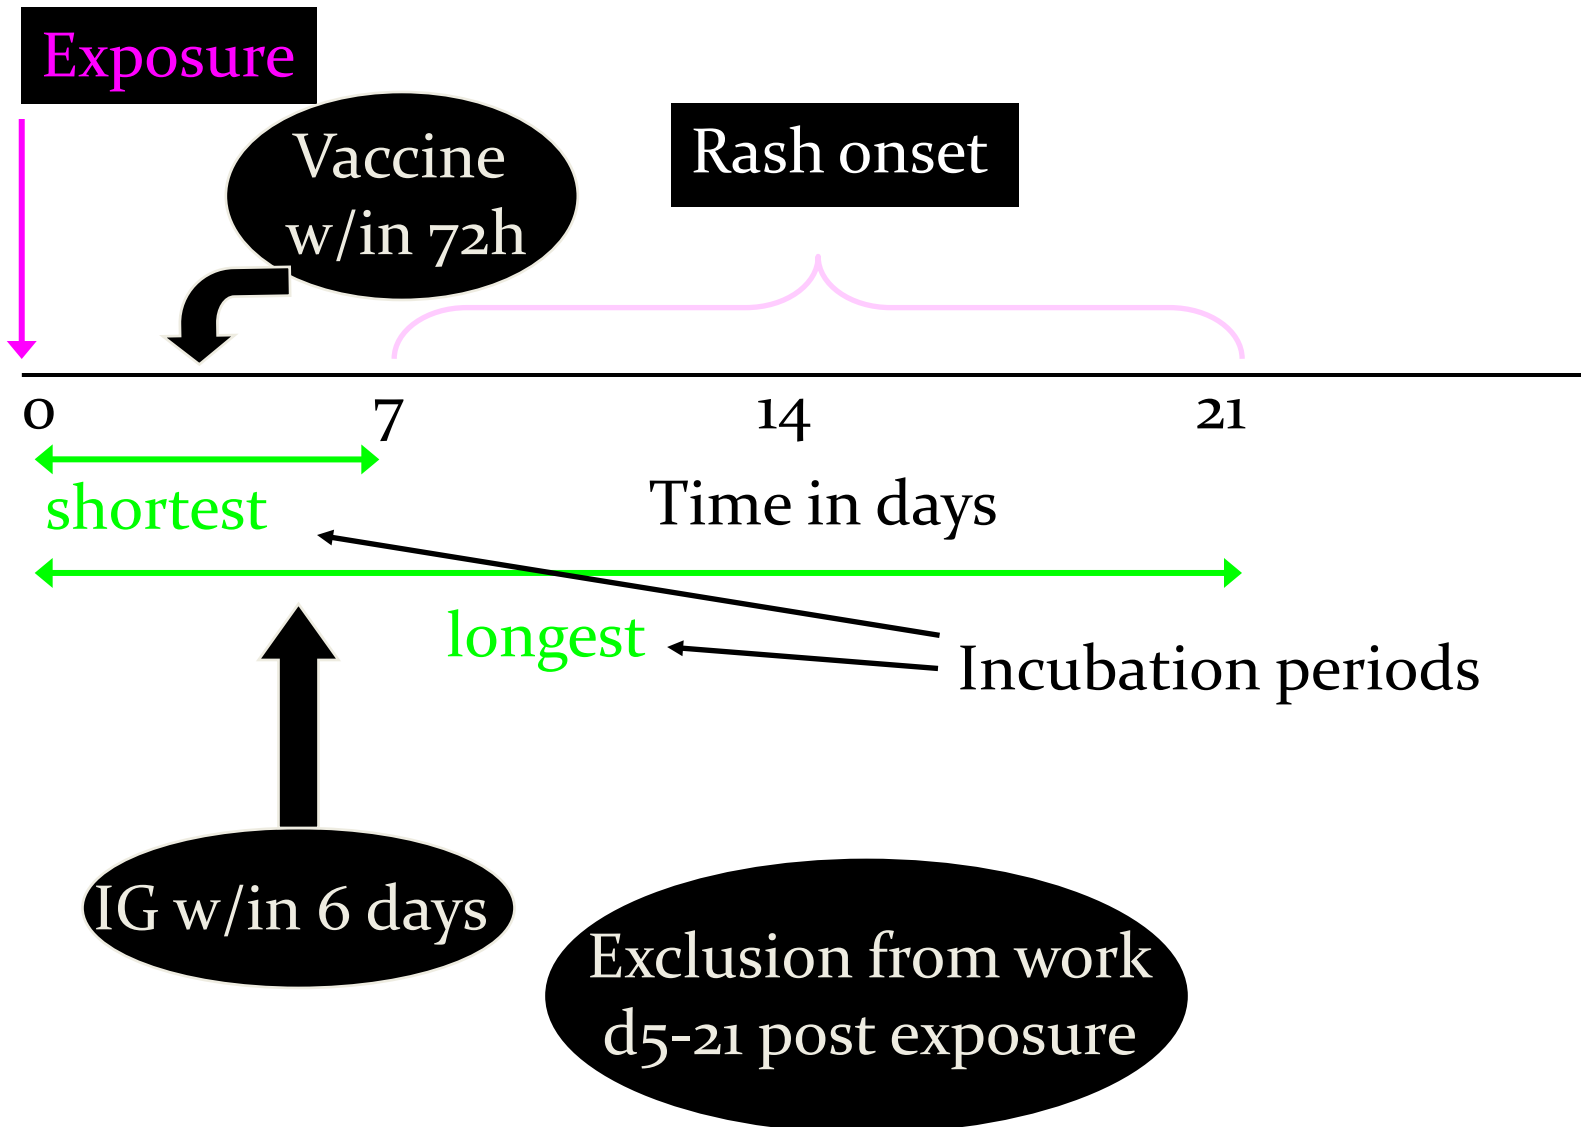 Exposure
Vaccine
w/in 72h
Rash onset
0 7 14 21
shortest
Time in days
longest
Incubation periods
IG w/in 6 days
Exclusion from work
d5-21 post exposure